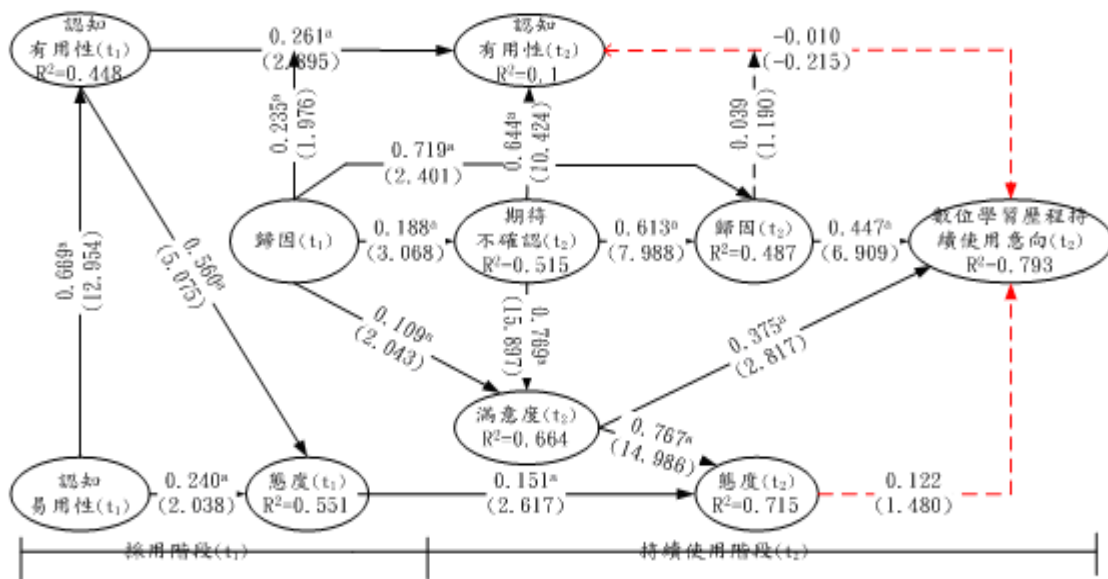 認知
有用性(t₁)
R²=0.448
0.261ᵃ
(2.895)
認知
有用性(t₂)
R²=0.1
-0.010
(-0.215)
0.235ᵃ
(1.976)
0.644ᵃ
(10.424)
0.039
(1.190)
0.719ᵃ
(2.401)
0.669ᵃ
(12.954)
0.560ᵃ
(5.075)
歸因(t₁)
0.188ᵃ
(3.068)
期待
不確認(t₂)
R²=0.515
0.613ᵃ
(7.988)
歸因(t₂)
R²=0.487
0.447ᵃ
(6.909)
數位學習歷程持
續使用意向(t₂)
R²=0.793
0.109ᵃ
(2.043)
0.769ᵃ
(15.897)
0.375ᵃ
(2.817)
滿意度(t₂)
R²=0.664
0.767ᵃ
(14.986)
認知
易用性(t₁)
0.240ᵃ
(2.038)
態度(t₁)
R²=0.551
0.151ᵃ
(2.617)
態度(t₂)
R²=0.715
0.122
(1.480)
採用階段(t₁)
持續使用階段(t₂)